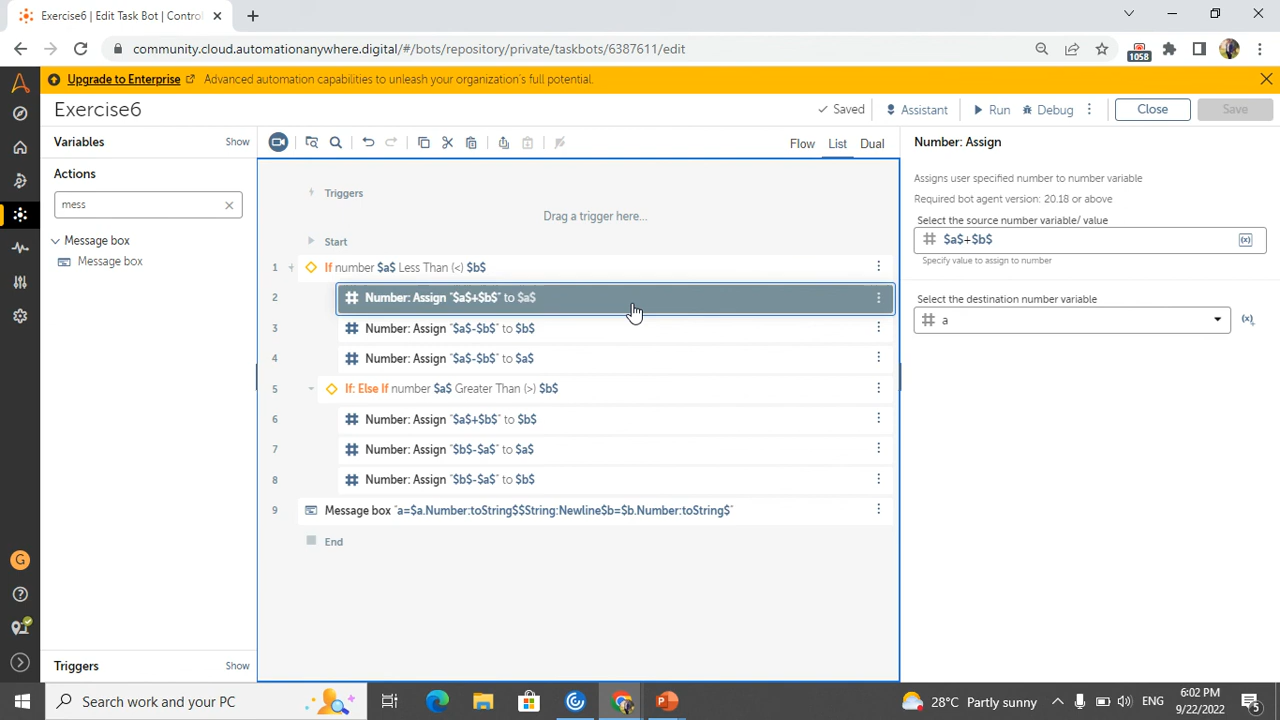 Exercise6 | Edit Task Bot | Control
community.cloud.automationanywhere.digital/#/bots/repository/private/taskbots/6387611/edit
1058
Upgrade to Enterprise Advanced automation capabilities to unleash your organization's full potential.
Exercise6
Saved
Assistant
Run
Debug
Close
Save
Variables
Show
Flow
List
Dual
Number: Assign
Actions
mess
Message box
Message box
Triggers
Drag a trigger here...
Start
1 If number $a$ Less Than (<) $b$
2 Number: Assign "$a$+$b$" to $a$
3 Number: Assign "$a$-$b$" to $b$
4 Number: Assign "$a$-$b$" to $a$
5 If: Else If number $a$ Greater Than (>) $b$
6 Number: Assign "$a$+$b$" to $b$
7 Number: Assign "$b$-$a$" to $a$
8 Number: Assign "$b$-$a$" to $b$
9 Message box "a=$a.Number:toString$$String:Newline$b=$b.Number:toString$"
End
Assigns user specified number to number variable
Required bot agent version: 20.18 or above
Select the source number variable/ value
$a$+$b$
(x)
Specify value to assign to number
Select the destination number variable
a
(x)
G
Triggers
Show
Search work and your PC
28°C Partly sunny
ENG
6:02 PM
9/22/2022
5